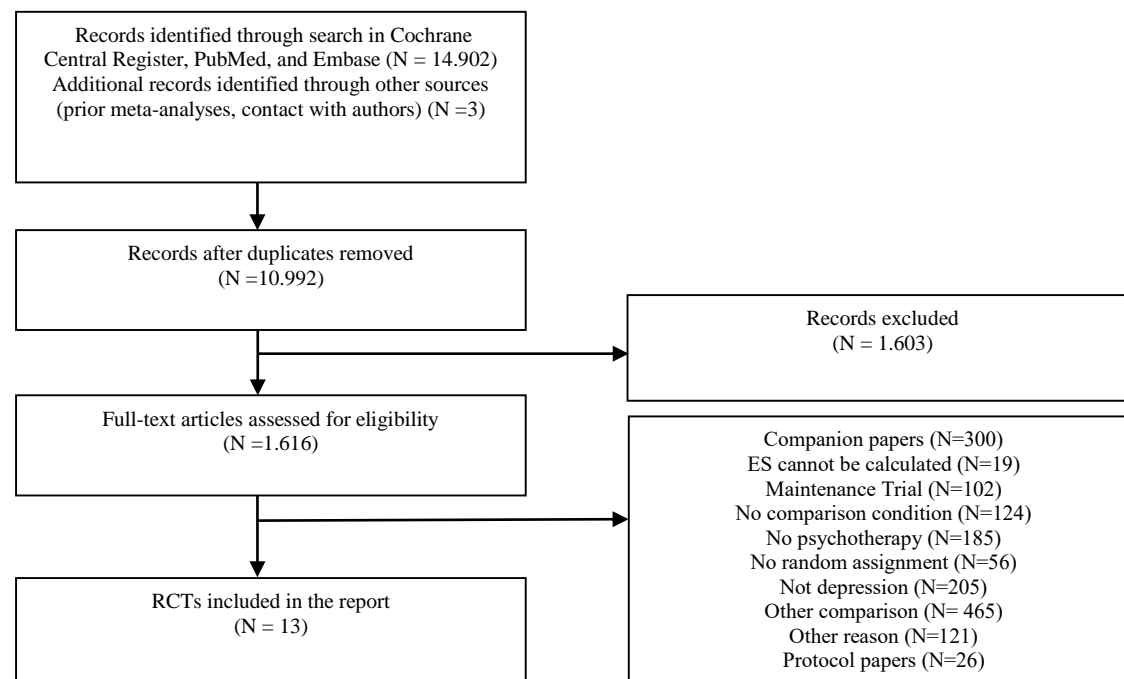 Records identified through search in Cochrane
Central Register, PubMed, and Embase (N = 14.902)
Additional records identified through other sources
(prior meta-analyses, contact with authors) (N =3)
Records after duplicates removed
(N =10.992)
Records excluded
(N = 1.603)
Full-text articles assessed for eligibility
(N =1.616)
Companion papers (N=300)
ES cannot be calculated (N=19)
Maintenance Trial (N=102)
No comparison condition (N=124)
No psychotherapy (N=185)
No random assignment (N=56)
Not depression (N=205)
Other comparison (N= 465)
Other reason (N=121)
Protocol papers (N=26)
RCTs included in the report
(N = 13)